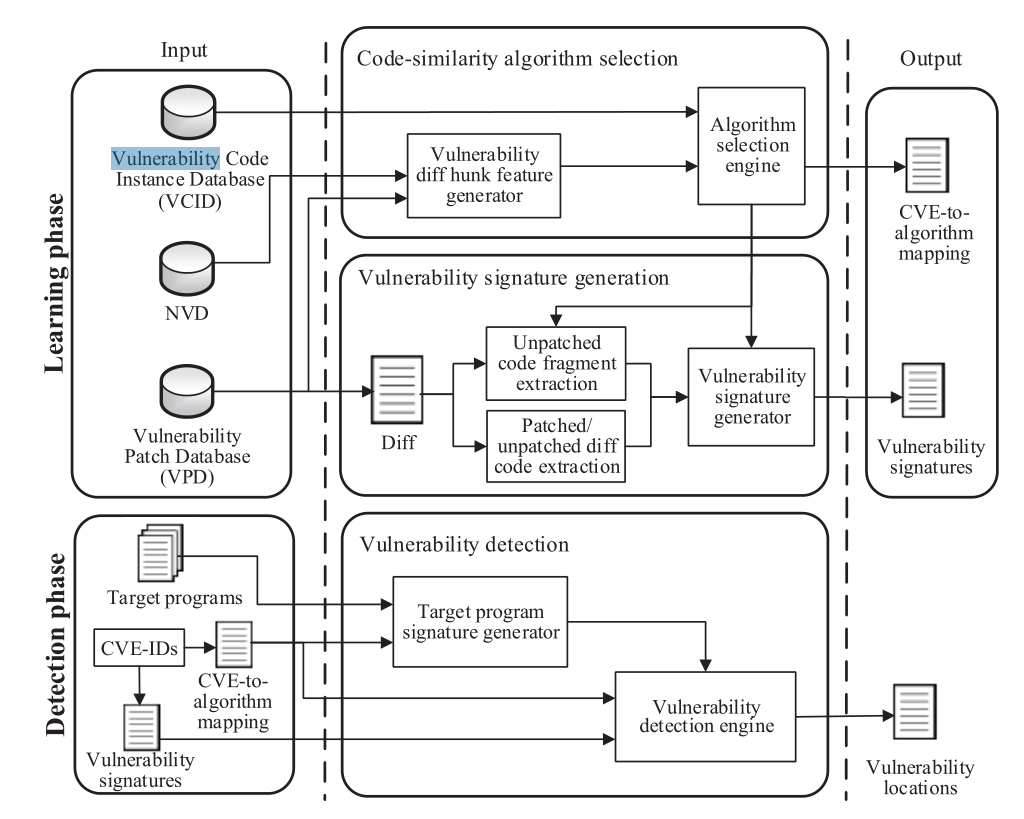 Input
Code-similarity algorithm selection
Output
Learning phase
Vulnerability Code
Instance Database
(VCID)
NVD
Vulnerability
Patch Database
(VPD)
Vulnerability
diff hunk feature
generator
Algorithm
selection
engine
CVE-to-
algorithm
mapping
Vulnerability signature generation
Diff
Unpatched
code fragment
extraction
Patched/
unpatched diff
code extraction
Vulnerability
signature
generator
Vulnerability
signatures
Detection phase
Target programs
CVE-IDs
CVE-to-
algorithm
mapping
Vulnerability
signatures
Vulnerability detection
Target program
signature generator
Vulnerability
detection engine
Vulnerability
locations